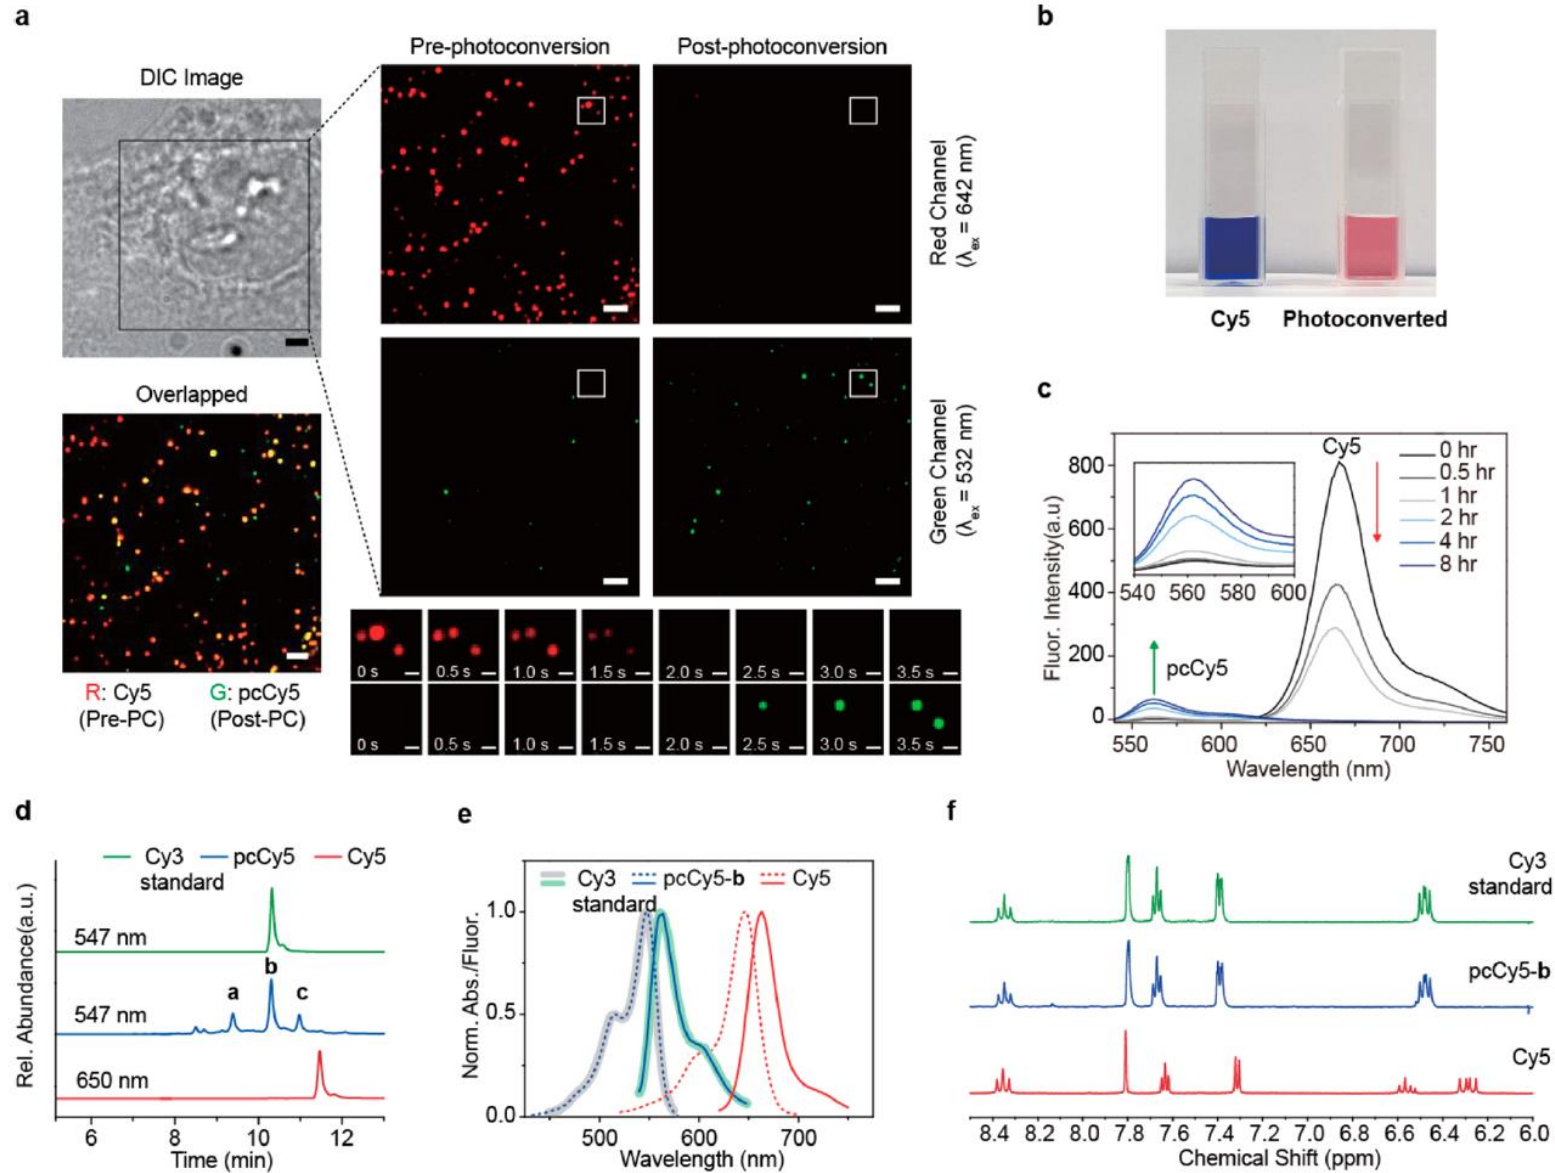 a
Pre-photoconversion
Post-photoconversion
DIC Image
Red Channel
(λex = 642 nm)
Overlapped
Green Channel
(λex = 532 nm)
R: Cy5
(Pre-PC)
G: pcCy5
(Post-PC)
0 s
0.5 s
1.0 s
1.5 s
2.0 s
2.5 s
3.0 s
3.5 s
0 s
0.5 s
1.0 s
1.5 s
2.0 s
2.5 s
3.0 s
3.5 s
b
Cy5
Photoconverted
c
Fluor. Intensity(a.u)
800
600
400
200
0
Cy5
0 hr
0.5 hr
1 hr
2 hr
4 hr
8 hr
540
560
580
600
pcCy5
550
600
650
700
750
Wavelength (nm)
d
Rel. Abundance(a.u.)
Cy3
standard
pcCy5
Cy5
547 nm
547 nm
650 nm
a
b
c
6
8
10
12
Time (min)
e
Norm. Abs./Fluor.
1.0
0.5
0.0
Cy3
standard
pcCy5-b
Cy5
500
600
700
Wavelength (nm)
f
Cy3
standard
pcCy5-b
Cy5
8.4 8.2 8.0 7.8 7.6 7.4 7.2 7.0 6.8 6.6 6.4 6.2 6.0
Chemical Shift (ppm)